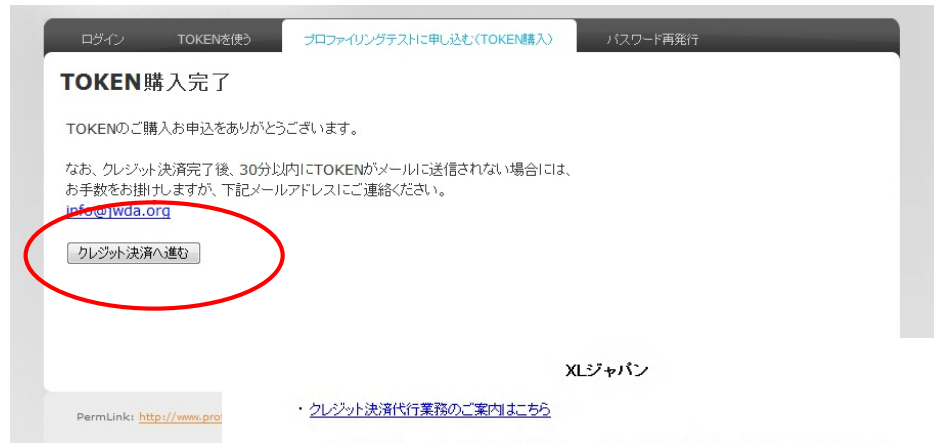 ログイン TOKENを使う プロファイリングテストに申し込む(TOKEN購入) パスワード再発行
TOKEN購入完了
TOKENのご購入お申込をありがとうございます。
なお、クレジット決済完了後、30分以内にTOKENがメールに送信されない場合には、
お手数をお掛けしますが、下記メールアドレスにご連絡ください。
info@jwda.org
クレジット決済へ進む
XLジャパン
・クレジット決済代行業務のご案内はこちら
PermLink: http://www.pro